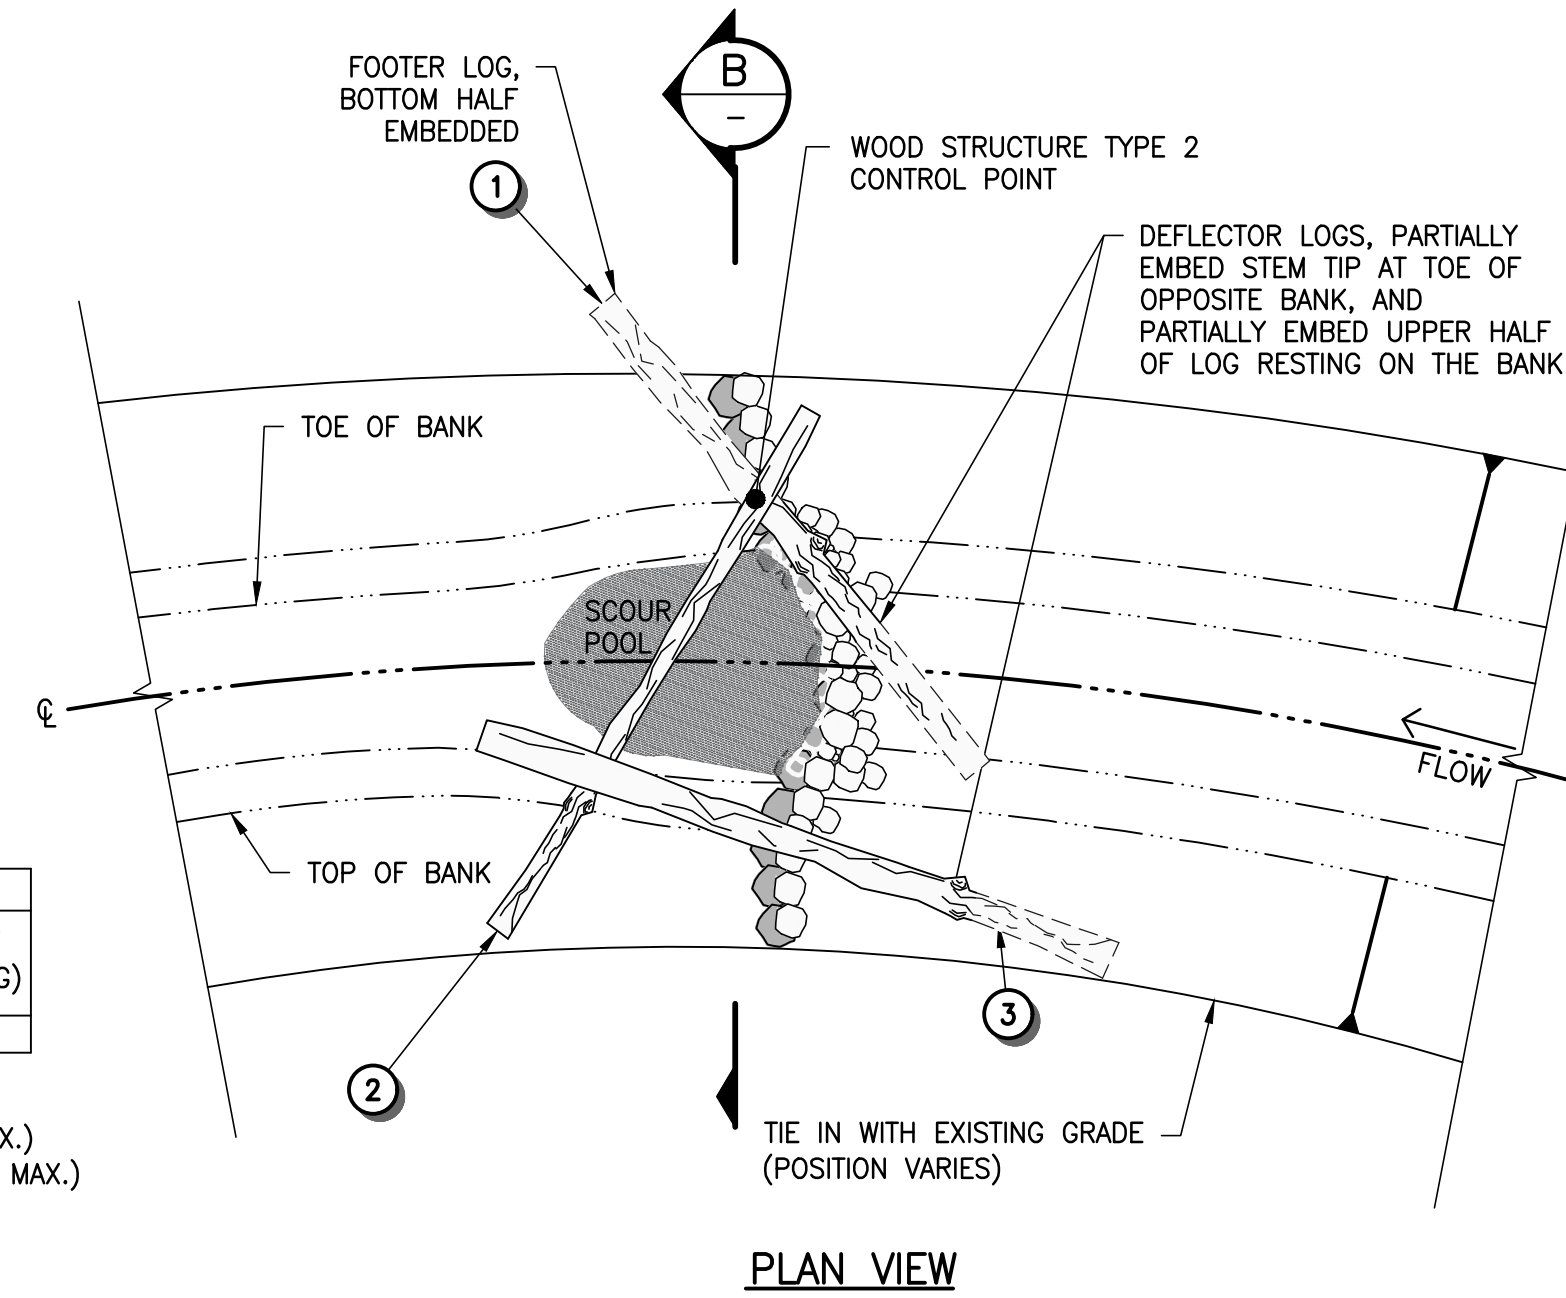 B
-
FOOTER LOG,
BOTTOM HALF
EMBEDDED
1
WOOD STRUCTURE TYPE 2
CONTROL POINT
DEFLECTOR LOGS, PARTIALLY
EMBED STEM TIP AT TOE OF
OPPOSITE BANK, AND
PARTIALLY EMBED UPPER HALF
OF LOG RESTING ON THE BANK
TOE OF BANK
SCOUR
POOL
℄
FLOW
TOP OF BANK
G)
3
2
X.)
MAX.)
TIE IN WITH EXISTING GRADE
(POSITION VARIES)
PLAN VIEW